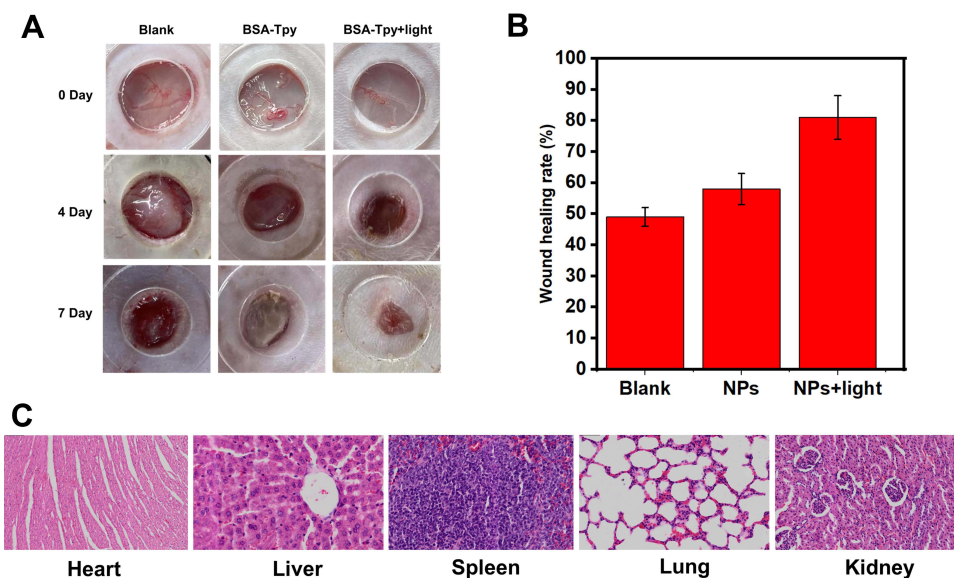 A
Blank BSA-Tpy BSA-Tpy+light
0 Day
4 Day
7 Day
B
Wound healing rate (%)
100
90
80
70
60
50
40
30
20
10
0
Blank NPs NPs+light
C
Heart Liver Spleen Lung Kidney